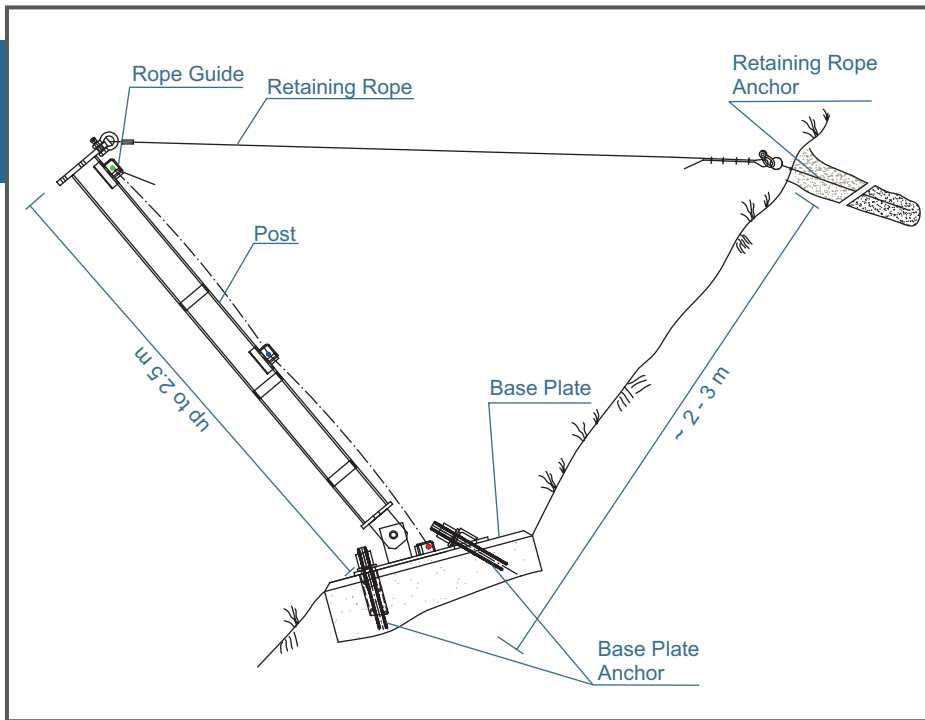 Rope Guide
Retaining Rope
Retaining Rope
Anchor
Post
up to 2.5 m
Base Plate
~ 2 - 3 m
Base Plate
Anchor